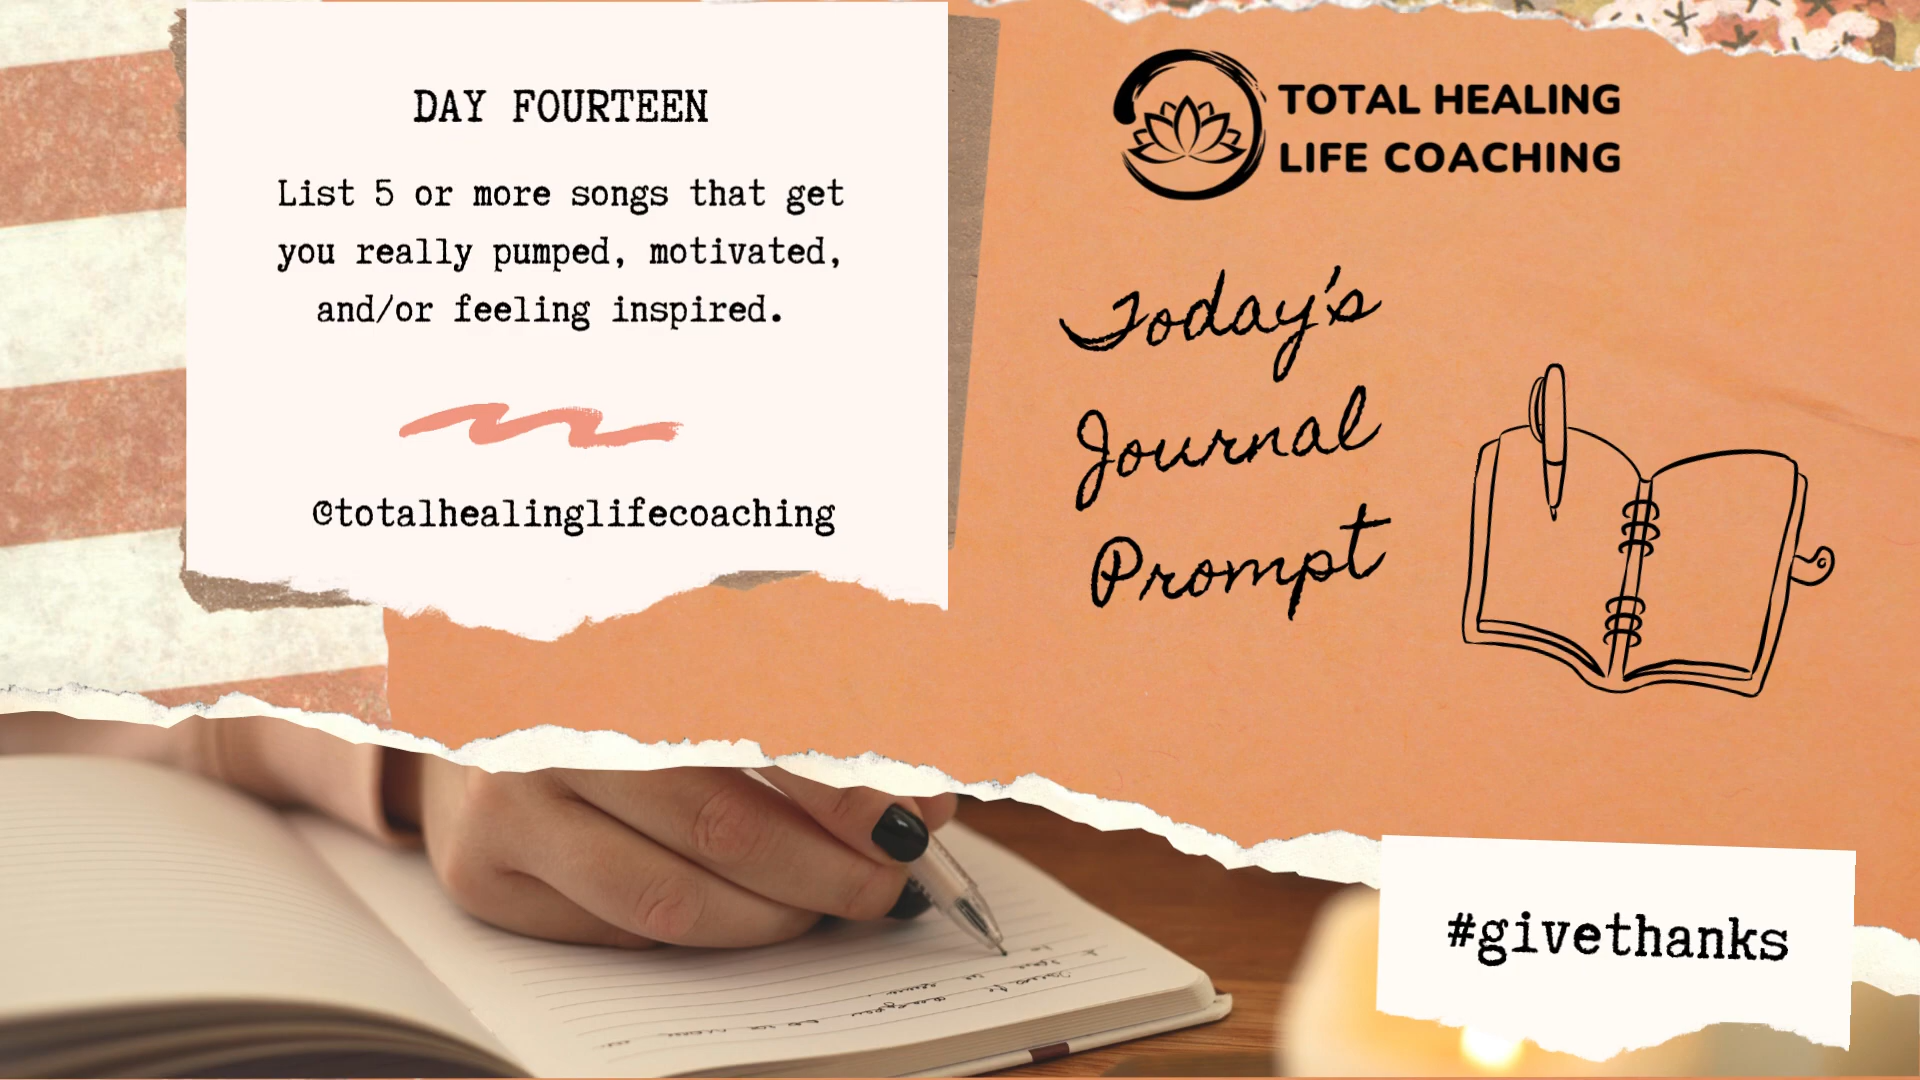 DAY FOURTEEN
List 5 or more songs that get
you really pumped, motivated,
and/or feeling inspired.
@totalhealinglifecoaching
TOTAL HEALING
LIFE COACHING
Today's
Journal
Prompt
#givethanks